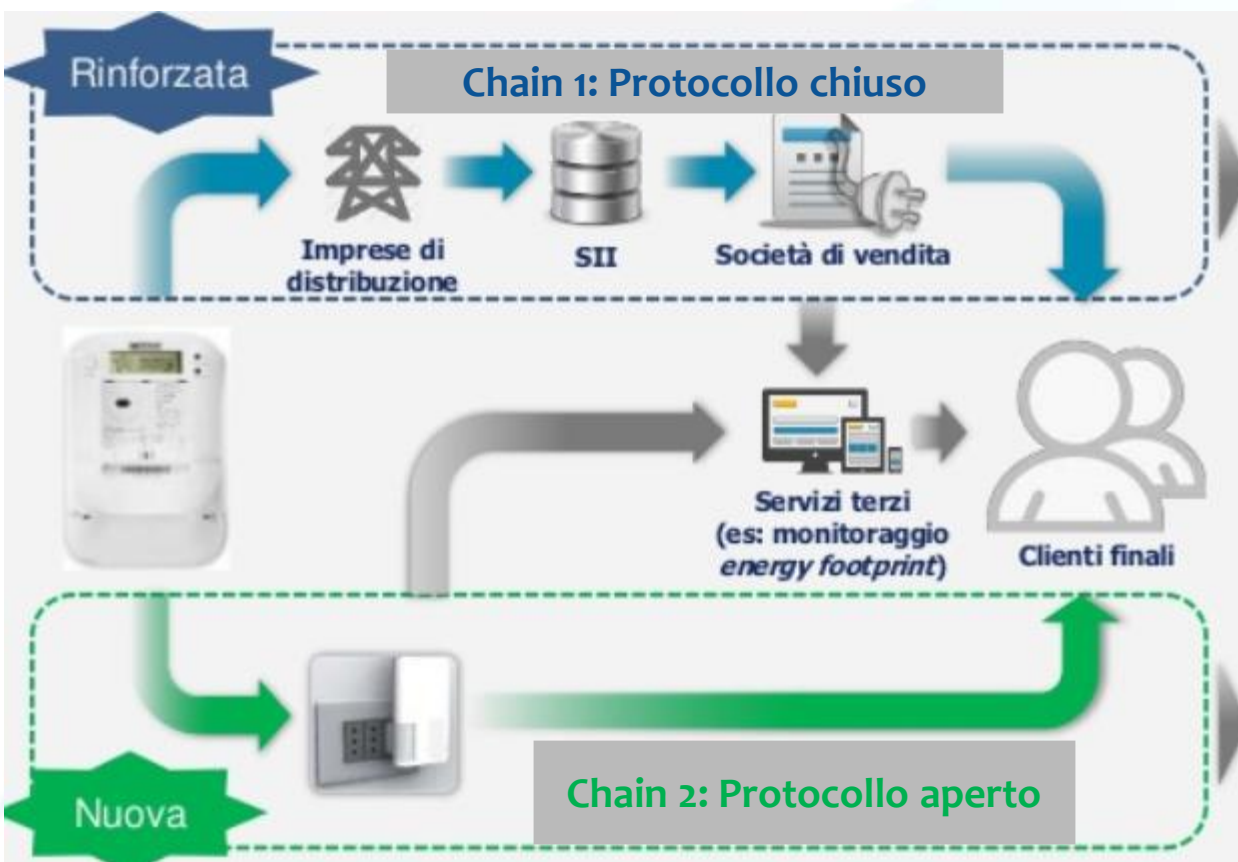 Rinforzata
Chain 1: Protocollo chiuso
Imprese di
distribuzione
SII
Società di vendita
Servizi terzi
(es: monitoraggio
energy footprint)
Clienti finali
Nuova
Chain 2: Protocollo aperto